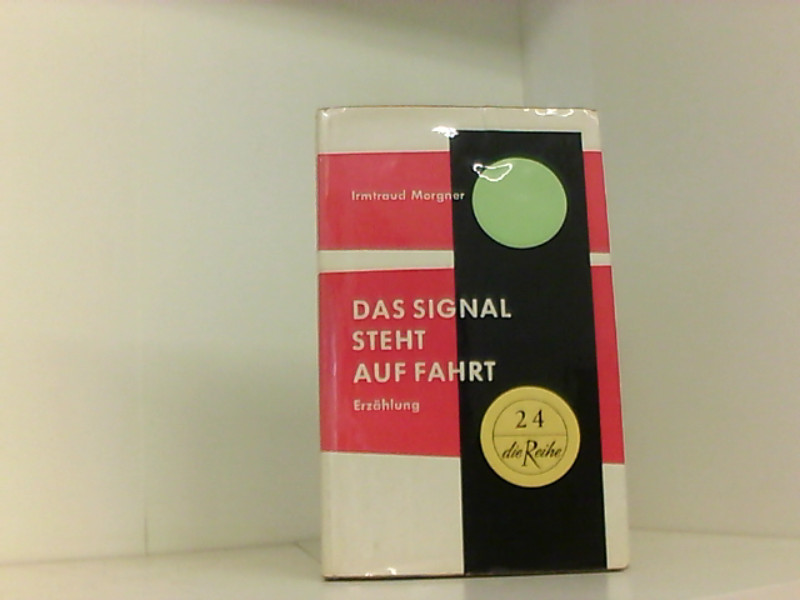 Irmtraud Morgner
DAS SIGNAL
STEHT
AUF FAHRT
Erzählung
24
die Reihe